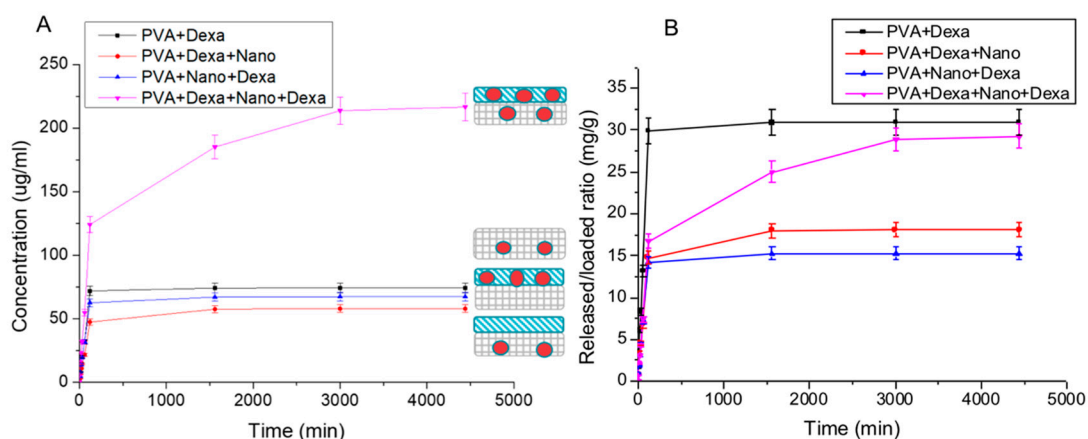 A
PVA+Dexa
PVA+Dexa+Nano
PVA+Nano+Dexa
PVA+Dexa+Nano+Dexa
250
200
150
100
50
0
Concentration (ug/ml)
0 1000 2000 3000 4000 5000
Time (min)
B
PVA+Dexa
PVA+Dexa+Nano
PVA+Nano+Dexa
PVA+Dexa+Nano+Dexa
35
30
25
20
15
10
5
0
Released/loaded ratio (mg/g)
0 1000 2000 3000 4000 5000
Time (min)